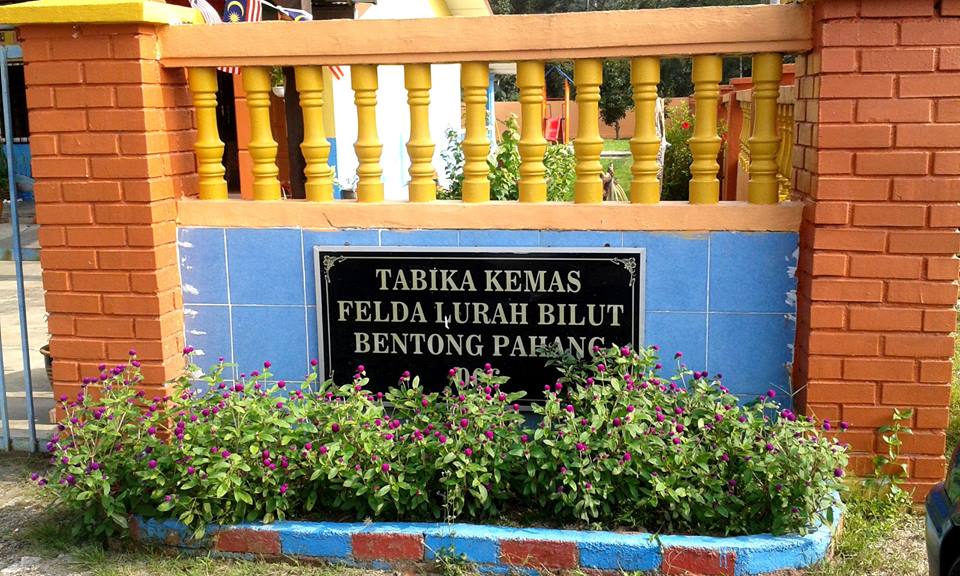 TABIKA KEMAS
FELDA LURAH BILUT
BENTONG PAHANG